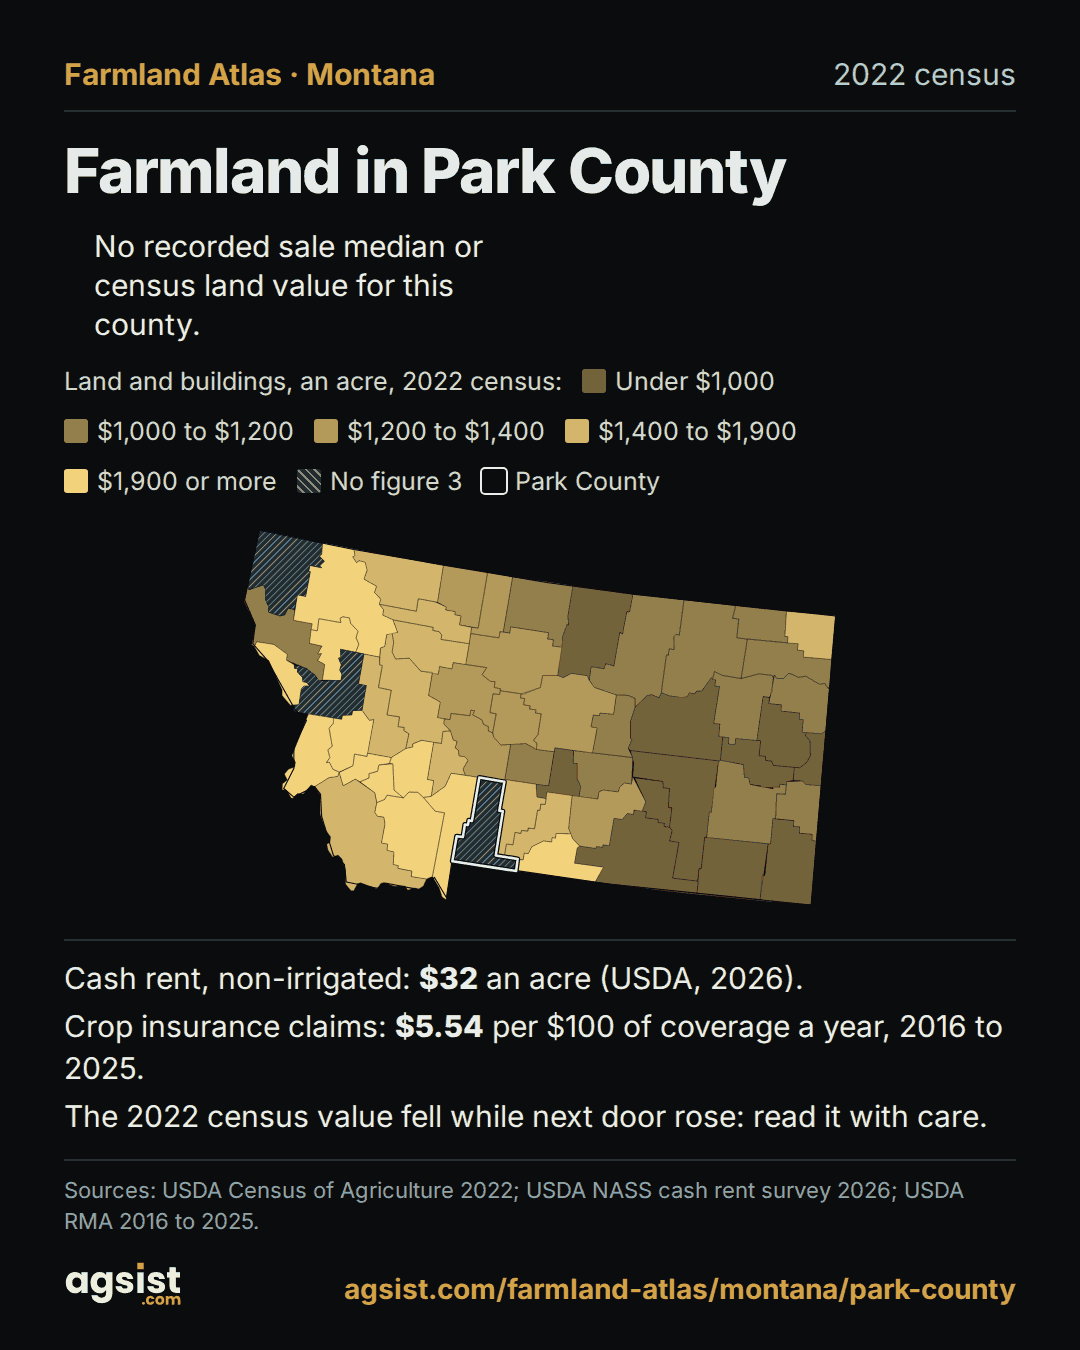 Farmland Atlas · Montana
2022 census
Farmland in Park County
No recorded sale median or
census land value for this
county.
Land and buildings, an acre, 2022 census: Under $1,000
$1,000 to $1,200 $1,200 to $1,400 $1,400 to $1,900
$1,900 or more No figure 3 Park County
Cash rent, non-irrigated: $32 an acre (USDA, 2026).
Crop insurance claims: $5.54 per $100 of coverage a year, 2016 to
2025.
The 2022 census value fell while next door rose: read it with care.
Sources: USDA Census of Agriculture 2022; USDA NASS cash rent survey 2026; USDA
RMA 2016 to 2025.
agsist
.com
agsist.com/farmland-atlas/montana/park-county